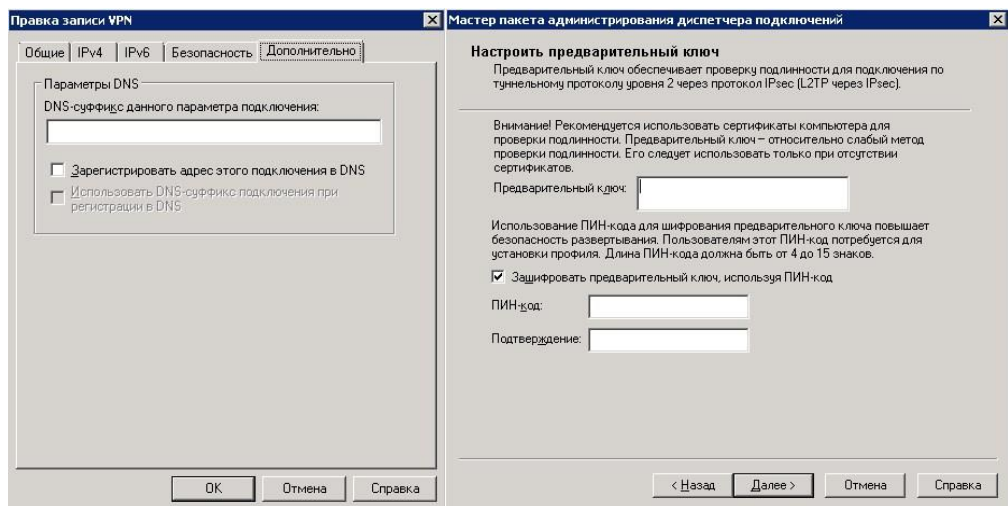 Правка записи VPN
Общие
IPv4
IPv6
Безопасность
Дополнительно
Параметры DNS
DNS-суффикс данного параметра подключения:
Зарегистрировать адрес этого подключения в DNS
Использовать DNS-суффикс подключения при
регистрации в DNS
OK
Отмена
Справка
Мастер пакета администрирования диспетчера подключений
Настроить предварительный ключ
Предварительный ключ обеспечивает проверку подлинности для подключения по
туннельному протоколу уровня 2 через протокол IPsec (L2TP через IPsec).
Внимание! Рекомендуется использовать сертификаты компьютера для
проверки подлинности. Предварительный ключ – относительно слабый метод
проверки подлинности. Его следует использовать только при отсутствии
сертификатов.
Предварительный ключ:
Использование ПИН-кода для шифрования предварительного ключа повышает
безопасность развертывания. Пользователям этот ПИН-код потребуется для
установки профиля. Длина ПИН-кода должна быть от 4 до 15 знаков.
Зашифровать предварительный ключ, используя ПИН-код
ПИН-код:
Подтверждение:
< Назад
Далее >
Отмена
Справка